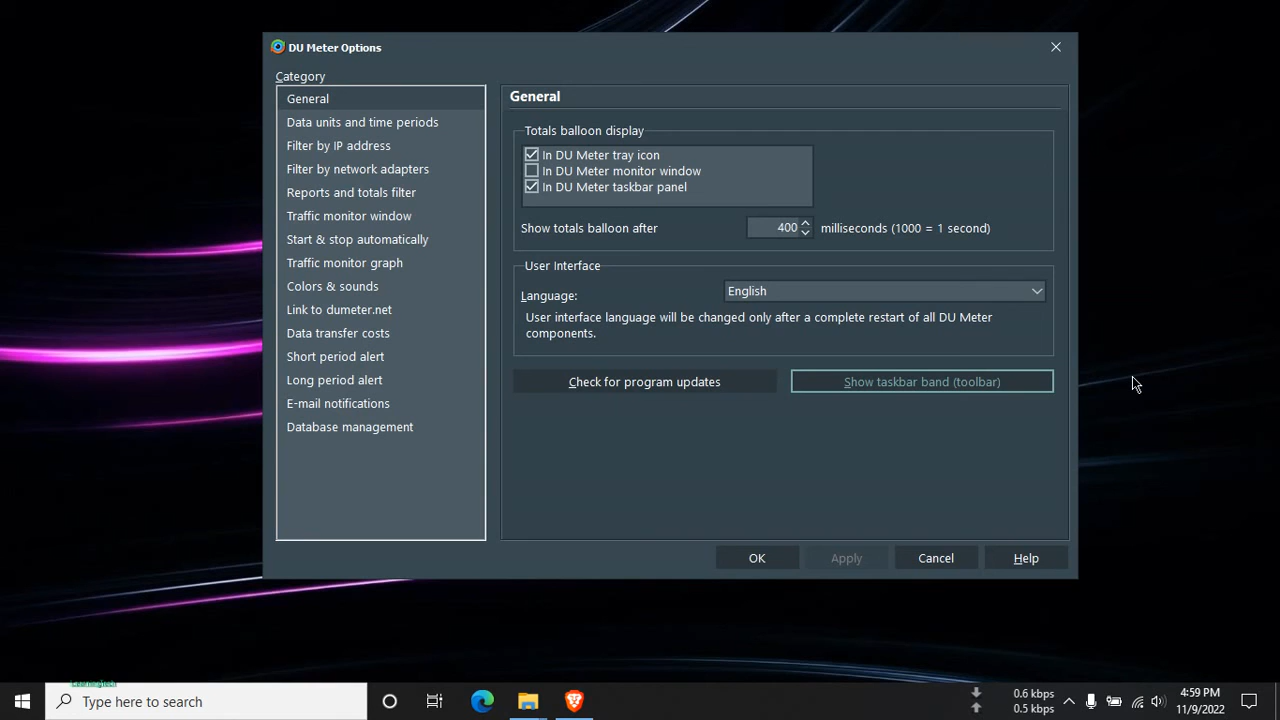 DU Meter Options
Category
General
Data units and time periods
Filter by IP address
Filter by network adapters
Reports and totals filter
Traffic monitor window
Start & stop automatically
Traffic monitor graph
Colors & sounds
Link to dumeter.net
Data transfer costs
Short period alert
Long period alert
E-mail notifications
Database management
General
Totals balloon display
In DU Meter tray icon
In DU Meter monitor window
In DU Meter taskbar panel
Show totals balloon after 400 milliseconds (1000 = 1 second)
User Interface
Language: English
User interface language will be changed only after a complete restart of all DU Meter
components.
Check for program updates
Show taskbar band (toolbar)
OK Apply Cancel Help
LearningTech
Type here to search
0.6 kbps
0.5 kbps
4:59 PM
11/9/2022